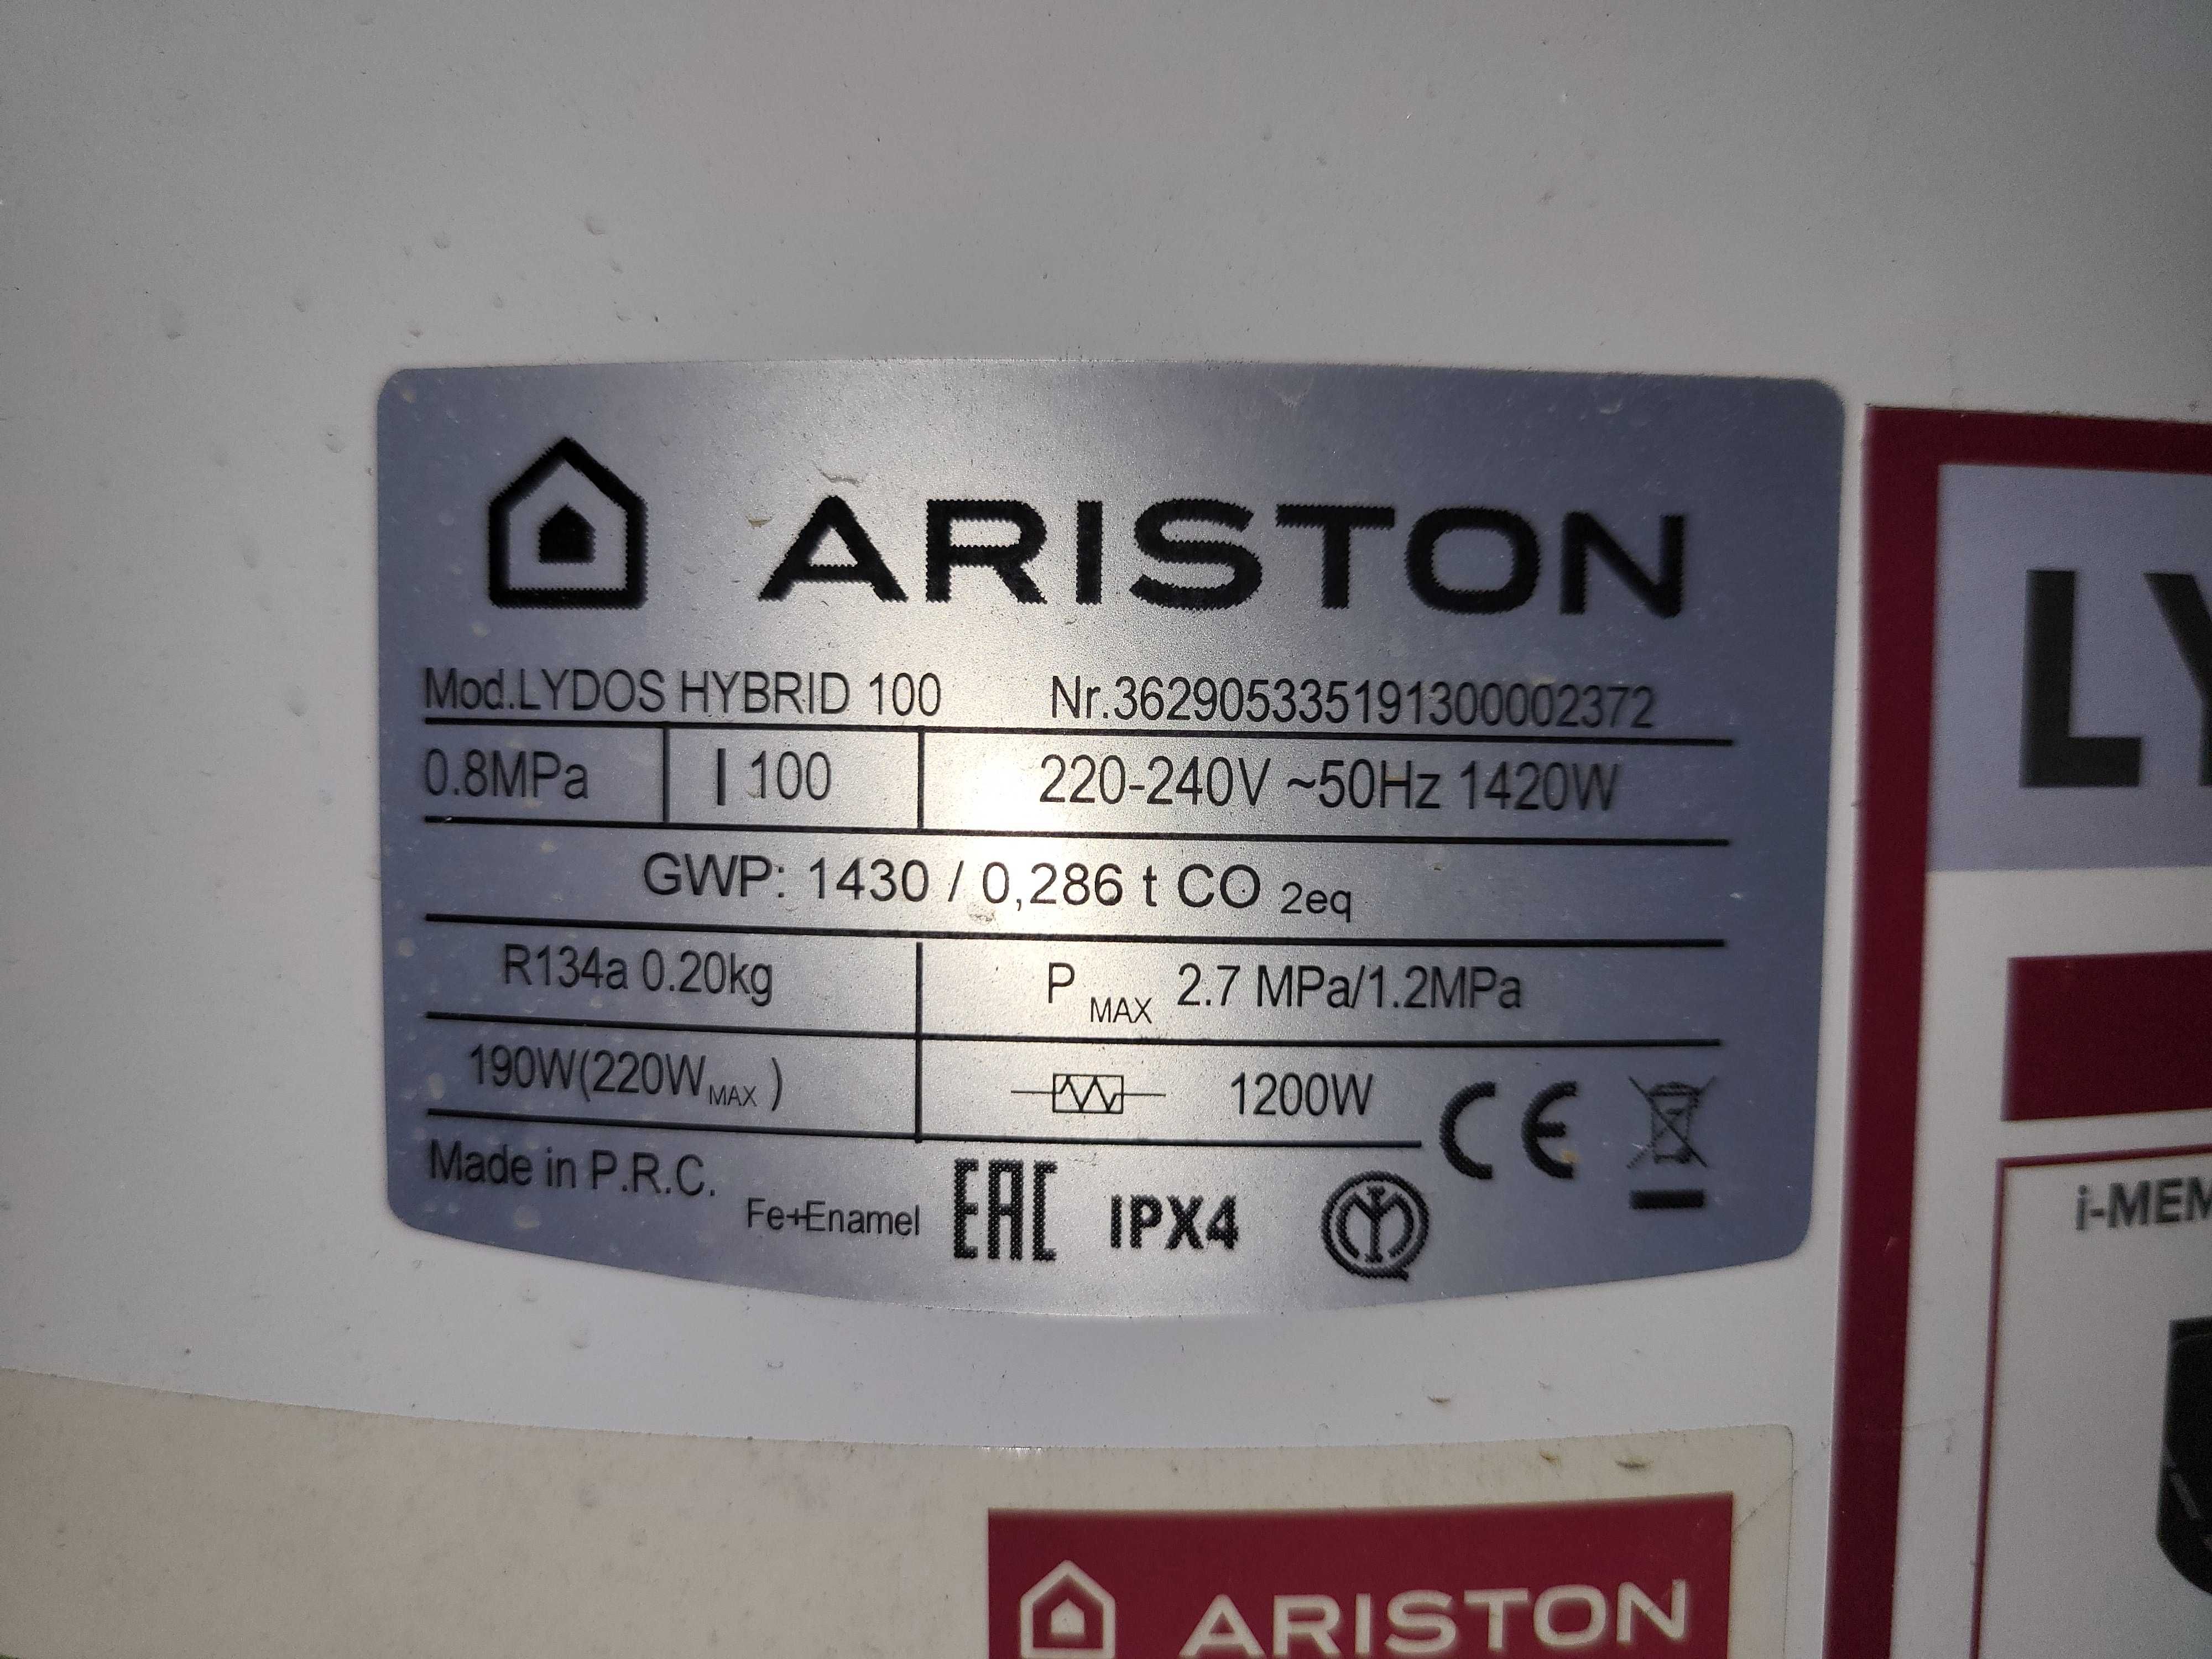 ARISTON
Mod.LYDOS HYBRID 100 Nr.362905335191300002372
0.8MPa l 100 220-240V ~50Hz 1420W
GWP: 1430 / 0,286 t CO 2eq
R134a 0.20kg P MAX 2.7 MPa/1.2MPa
190W(220W MAX ) 1200W CE
Made in P.R.C. Fe+Enamel EAC IPX4
LY
i-MEM
ARISTON